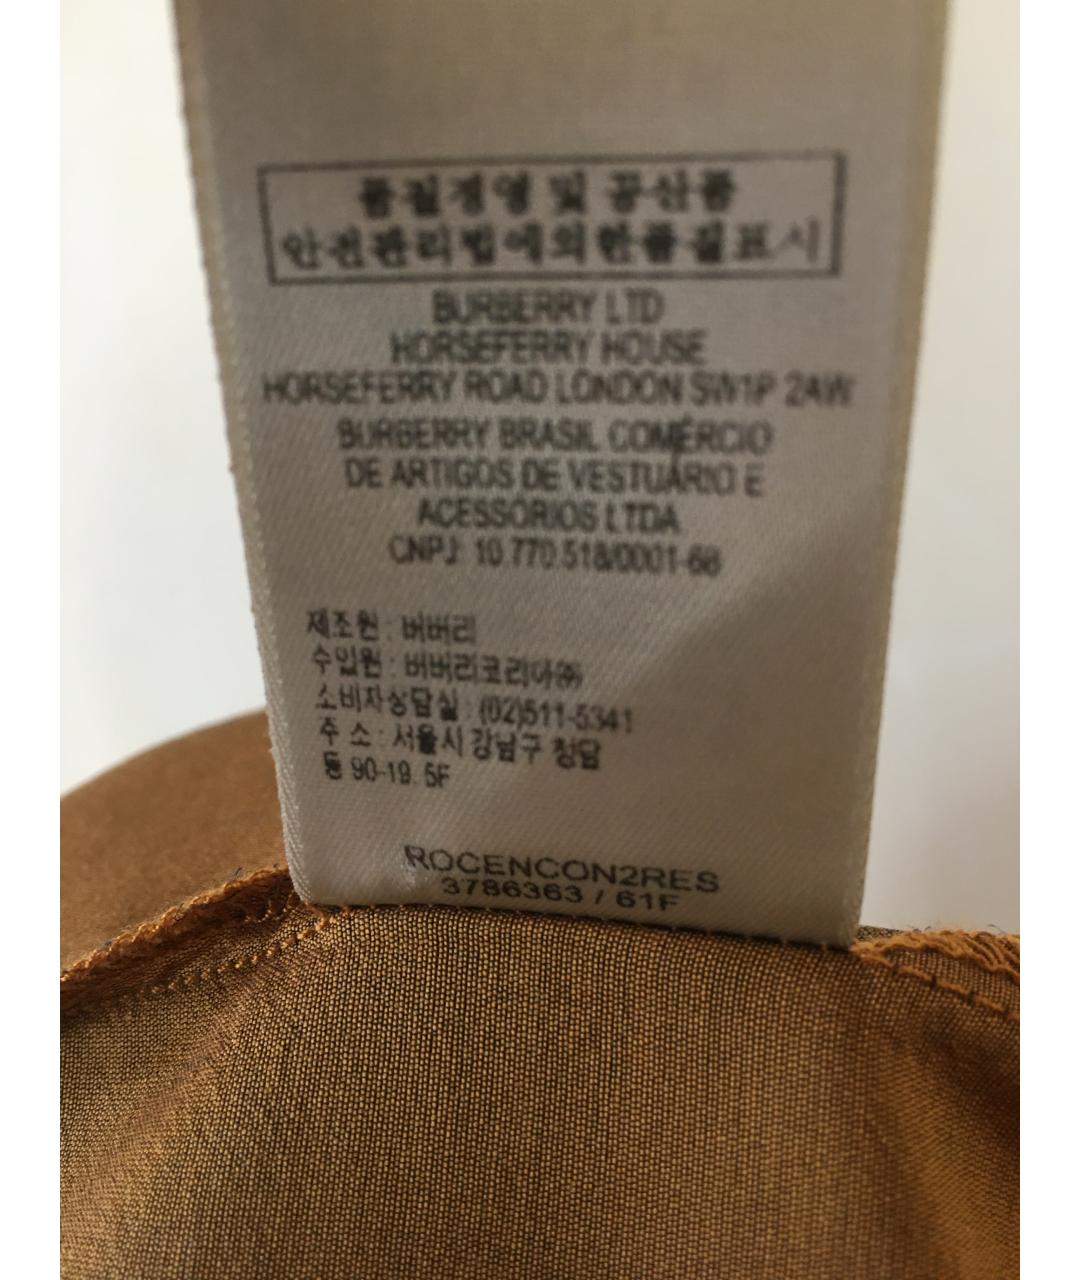 품질경영 및 공산품
안전관리법에의한품질표시
BURBERRY LTD
HORSEFERRY HOUSE
HORSEFERRY ROAD LONDON SW1P 2AW
BURBERRY BRASIL COMÉRCIO
DE ARTIGOS DE VESTUÁRIO E
ACESSÓRIOS LTDA
CNPJ: 10.770.518/0001-66
제조원 : 버버리
수입원 : 버버리코리아㈜
소비자상담실 : (02)511-5341
주 소 : 서울시 강남구 청담
동 90-19. 5F
ROCENCON2RES
3786363 / 61F